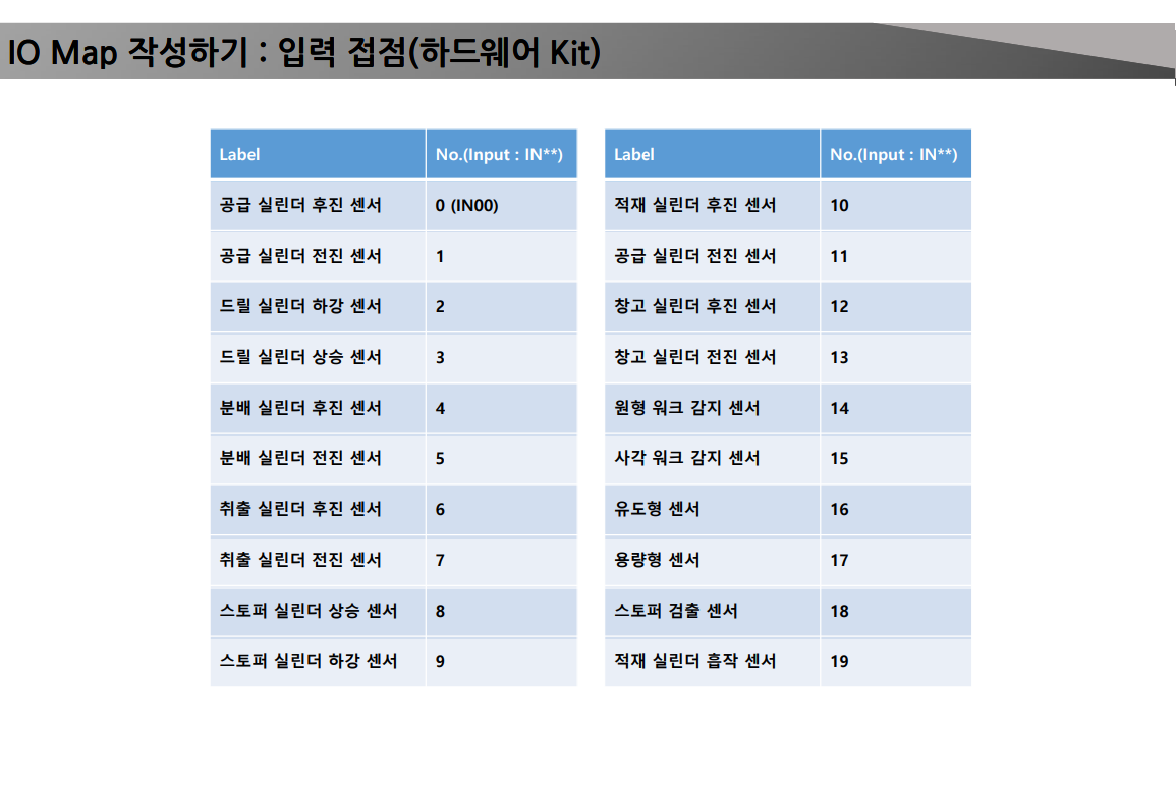 IO Map 작성하기 : 입력 접점(하드웨어 Kit)
Label No.(Input : IN**)
공급 실린더 후진 센서 0 (IN00)
공급 실린더 전진 센서 1
드릴 실린더 하강 센서 2
드릴 실린더 상승 센서 3
분배 실린더 후진 센서 4
분배 실린더 전진 센서 5
취출 실린더 후진 센서 6
취출 실린더 전진 센서 7
스토퍼 실린더 상승 센서 8
스토퍼 실린더 하강 센서 9
Label No.(Input : IN**)
적재 실린더 후진 센서 10
공급 실린더 전진 센서 11
창고 실린더 후진 센서 12
창고 실린더 전진 센서 13
원형 워크 감지 센서 14
사각 워크 감지 센서 15
유도형 센서 16
용량형 센서 17
스토퍼 검출 센서 18
적재 실린더 흡작 센서 19